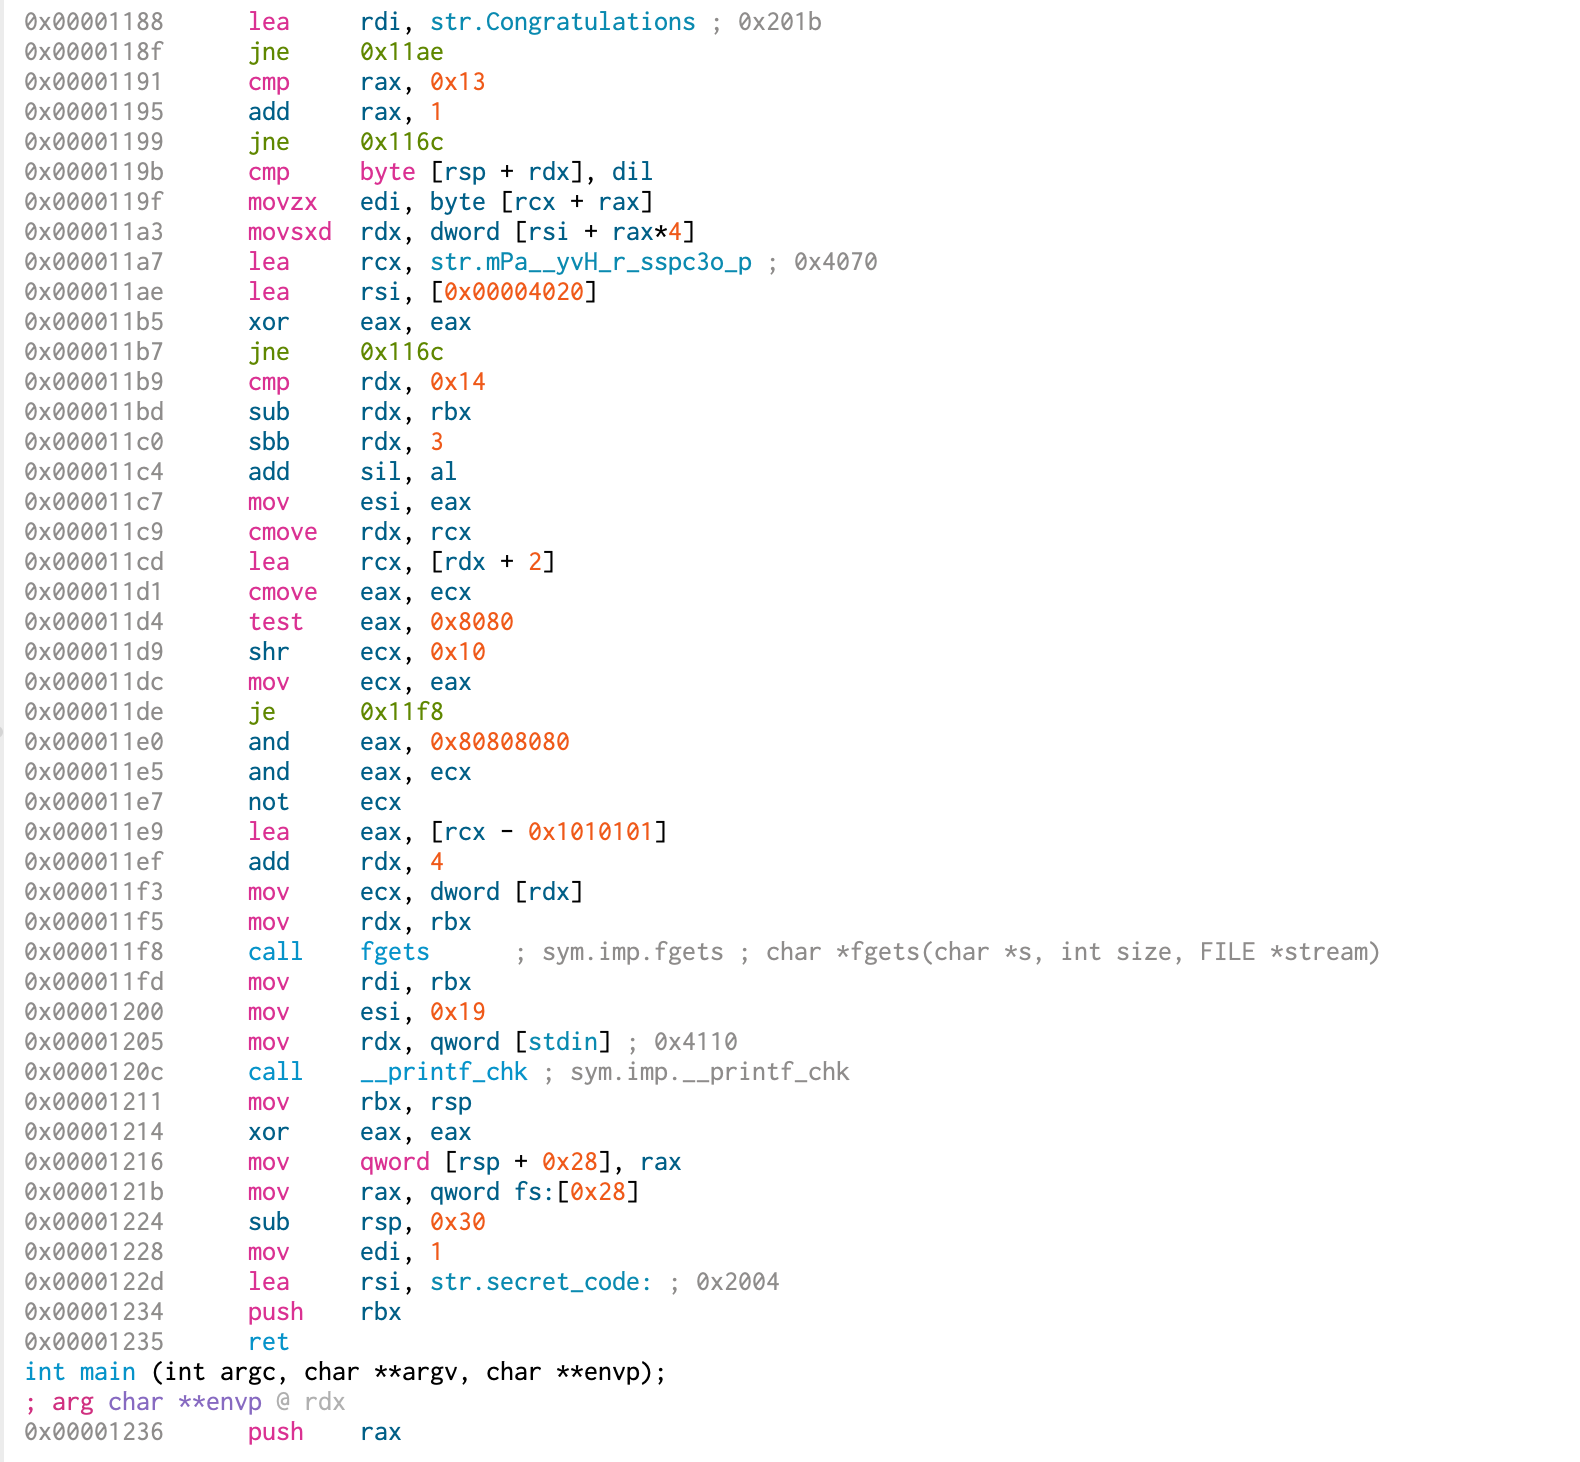 0x00001188 lea rdi, str.Congratulations ; 0x201b
0x0000118f jne 0x11ae
0x00001191 cmp rax, 0x13
0x00001195 add rax, 1
0x00001199 jne 0x116c
0x0000119b cmp byte [rsp + rdx], dil
0x0000119f movzx edi, byte [rcx + rax]
0x000011a3 movsxd rdx, dword [rsi + rax*4]
0x000011a7 lea rcx, str.mPa__yvH_r_sspc3o_p ; 0x4070
0x000011ae lea rsi, [0x00004020]
0x000011b5 xor eax, eax
0x000011b7 jne 0x116c
0x000011b9 cmp rdx, 0x14
0x000011bd sub rdx, rbx
0x000011c0 sbb rdx, 3
0x000011c4 add sil, al
0x000011c7 mov esi, eax
0x000011c9 cmove rdx, rcx
0x000011cd lea rcx, [rdx + 2]
0x000011d1 cmove eax, ecx
0x000011d4 test eax, 0x8080
0x000011d9 shr ecx, 0x10
0x000011dc mov ecx, eax
0x000011de je 0x11f8
0x000011e0 and eax, 0x80808080
0x000011e5 and eax, ecx
0x000011e7 not ecx
0x000011e9 lea eax, [rcx - 0x1010101]
0x000011ef add rdx, 4
0x000011f3 mov ecx, dword [rdx]
0x000011f5 mov rdx, rbx
0x000011f8 call fgets ; sym.imp.fgets ; char *fgets(char *s, int size, FILE *stream)
0x000011fd mov rdi, rbx
0x00001200 mov esi, 0x19
0x00001205 mov rdx, qword [stdin] ; 0x4110
0x0000120c call __printf_chk ; sym.imp.__printf_chk
0x00001211 mov rbx, rsp
0x00001214 xor eax, eax
0x00001216 mov qword [rsp + 0x28], rax
0x0000121b mov rax, qword fs:[0x28]
0x00001224 sub rsp, 0x30
0x00001228 mov edi, 1
0x0000122d lea rsi, str.secret_code: ; 0x2004
0x00001234 push rbx
0x00001235 ret
int main (int argc, char **argv, char **envp);
; arg char **envp @ rdx
0x00001236 push rax